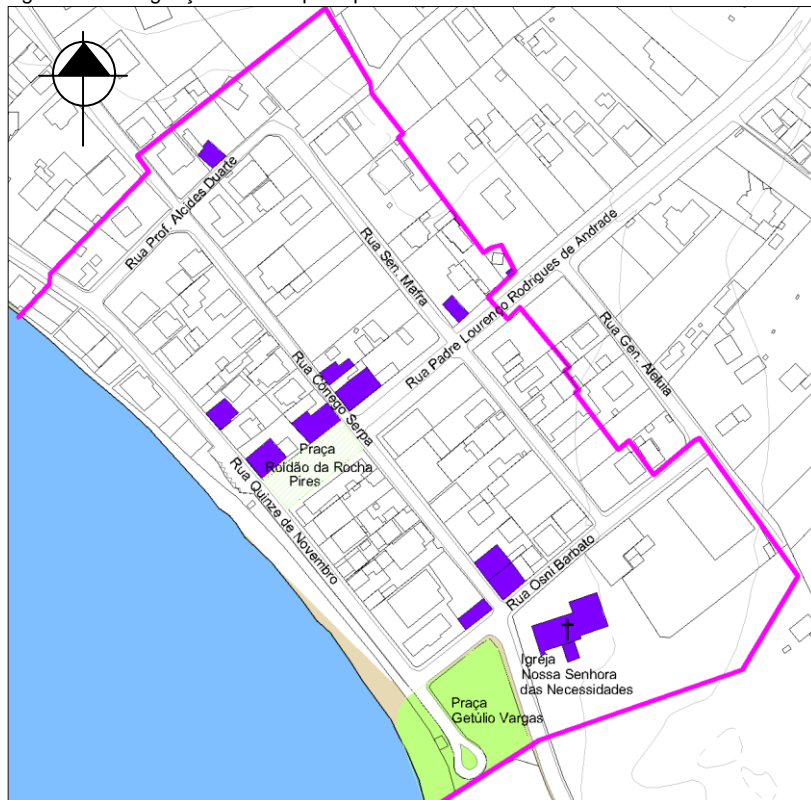 Rua Prof. Alcides Duarte
Rua Sen. Mafra
Rua Padre Lourenço Rodrigues de Andrade
Rua Gen. Aleluia
Rua Cônego Serpa
Praça
Roldão da Rocha
Pires
Rua Quinze de Novembro
Rua Osni Barbato
Igreja
Nossa Senhora
das Necessidades
Praça
Getúlio Vargas